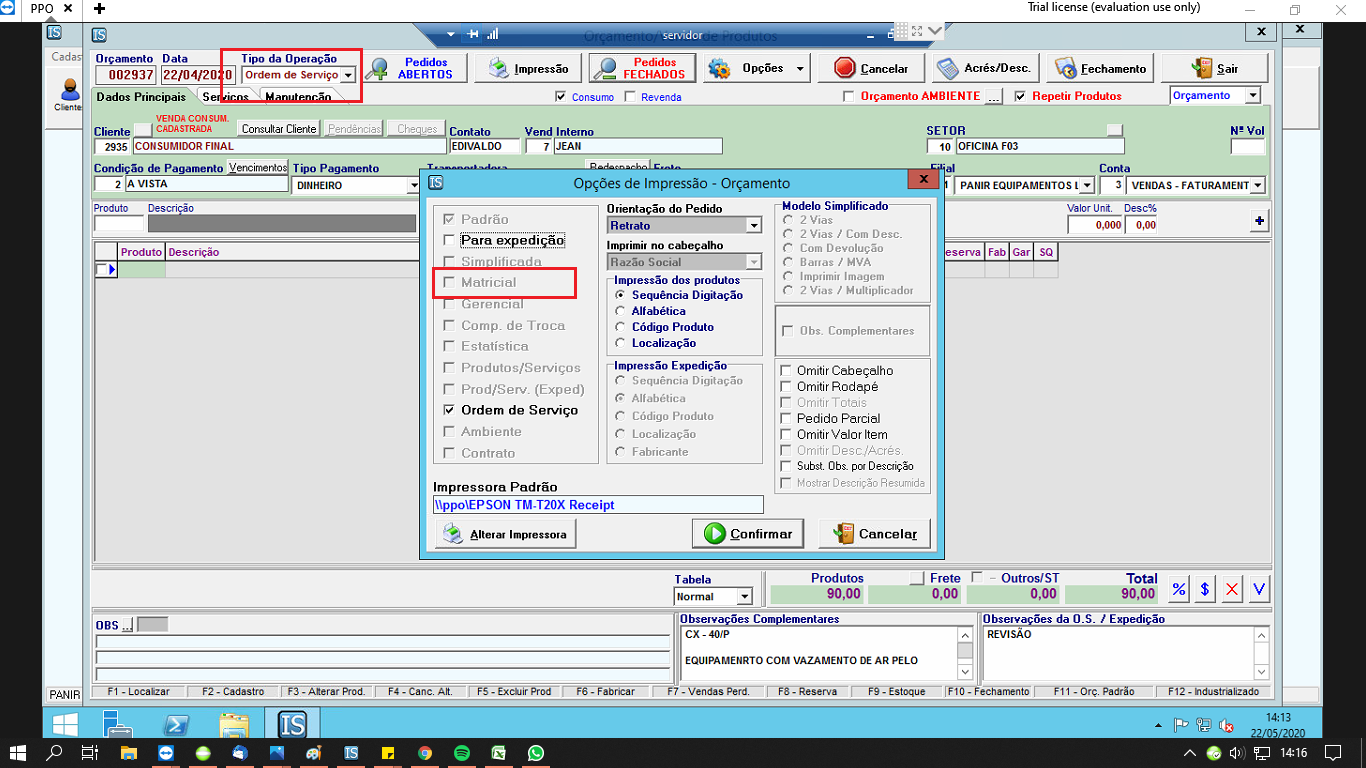 PPO
Trial license (evaluation use only)
servidor
Orçamento/ de Produtos
Cadas
Cliente
PANIR
Orçamento Data Tipo da Operação
002937 22/04/2020 Ordem de Serviço
Pedidos ABERTOS
Impressão
Pedidos FECHADOS
Opções
Cancelar
Acrés/Desc.
Fechamento
Sair
Dados Principais Serviços Manutenção
Consumo Revenda
Orçamento AMBIENTE ... Repetir Produtos
Orçamento
Cliente VENDA CONSUM. CADASTRADA Consultar Cliente Pendências Cheques Contato Vend Interno SETOR Nº Vol
2935 CONSUMIDOR FINAL EDIVALDO 7 JEAN 10 OFICINA F03
Condição de Pagamento Vencimentos Tipo Pagamento Transportadora Redespacho Frete Filial Conta
2 A VISTA DINHEIRO 1 PANIR EQUIPAMENTOS L 3 VENDAS - FATURAMENT
Produto Descrição Valor Unit. Desc%
0,000 0,00
Produto Descrição eserva Fab Gar SQ
Opções de Impressão - Orçamento
Padrão
Para expedição
Simplificada
Matricial
Gerencial
Comp. de Troca
Estatística
Produtos/Serviços
Prod/Serv. (Exped)
Ordem de Serviço
Ambiente
Contrato
Orientação do Pedido
Retrato
Imprimir no cabeçalho
Razão Social
Impressão dos produtos
Sequência Digitação
Alfabética
Código Produto
Localização
Impressão Expedição
Sequência Digitação
Alfabética
Código Produto
Localização
Fabricante
Modelo Simplificado
2 Vias
2 Vias / Com Desc.
Com Devolução
Barras / MVA
Imprimir Imagem
2 Vias / Multiplicador
Obs. Complementares
Omitir Cabeçalho
Omitir Rodapé
Omitir Totais
Pedido Parcial
Omitir Valor Item
Omitir Desc./Acrés.
Subst. Obs. por Descrição
Mostrar Descrição Resumida
Impressora Padrão
\\ppo\EPSON TM-T20X Receipt
Alterar Impressora
Confirmar
Cancelar
Tabela Produtos Frete Outros/ST Total
Normal 90,00 0,00 0,00 90,00
% $ X V
OBS ...
Observações Complementares
CX - 40/P
EQUIPAMENRTO COM VAZAMENTO DE AR PELO
Observações da O.S. / Expedição
REVISÃO
F1 - Localizar F2 - Cadastro F3 - Alterar Prod. F4 - Canc. Alt. F5 - Excluir Prod F6 - Fabricar F7 - Vendas Perd. F8 - Reserva F9 - Estoque F10 - Fechamento F11 - Orç. Padrão F12 - Industrializado
14:13
22/05/2020
14:16